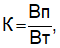 К = Вп/Вт,